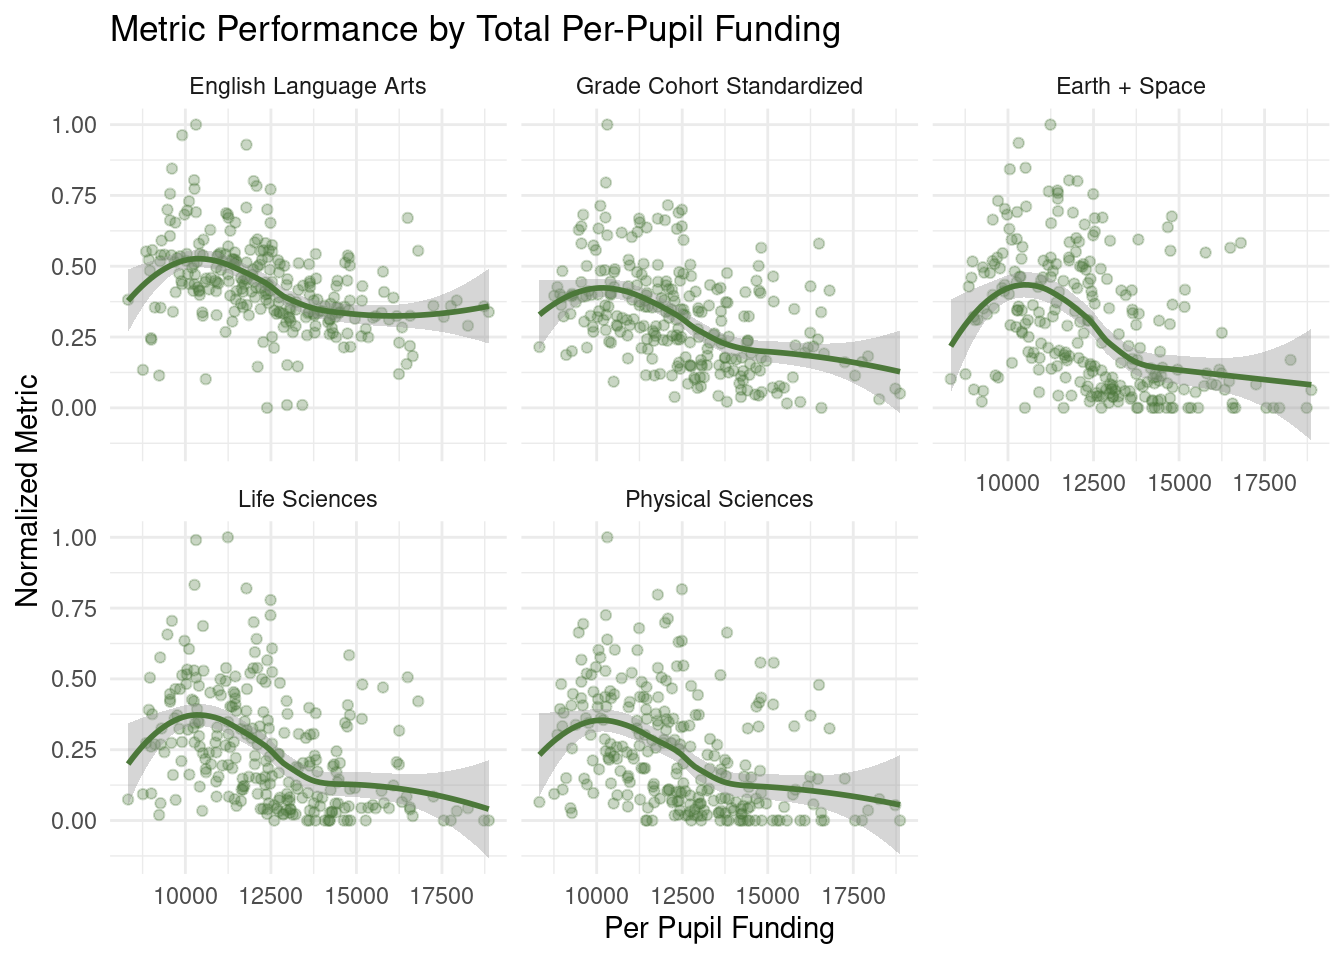 Metric Performance by Total Per-Pupil Funding
English Language Arts
Grade Cohort Standardized
Earth + Space
1.00
0.75
0.50
0.25
0.00
10000 12500 15000 17500
Normalized Metric
Life Sciences
Physical Sciences
1.00
0.75
0.50
0.25
0.00
10000 12500 15000 17500
10000 12500 15000 17500
Per Pupil Funding